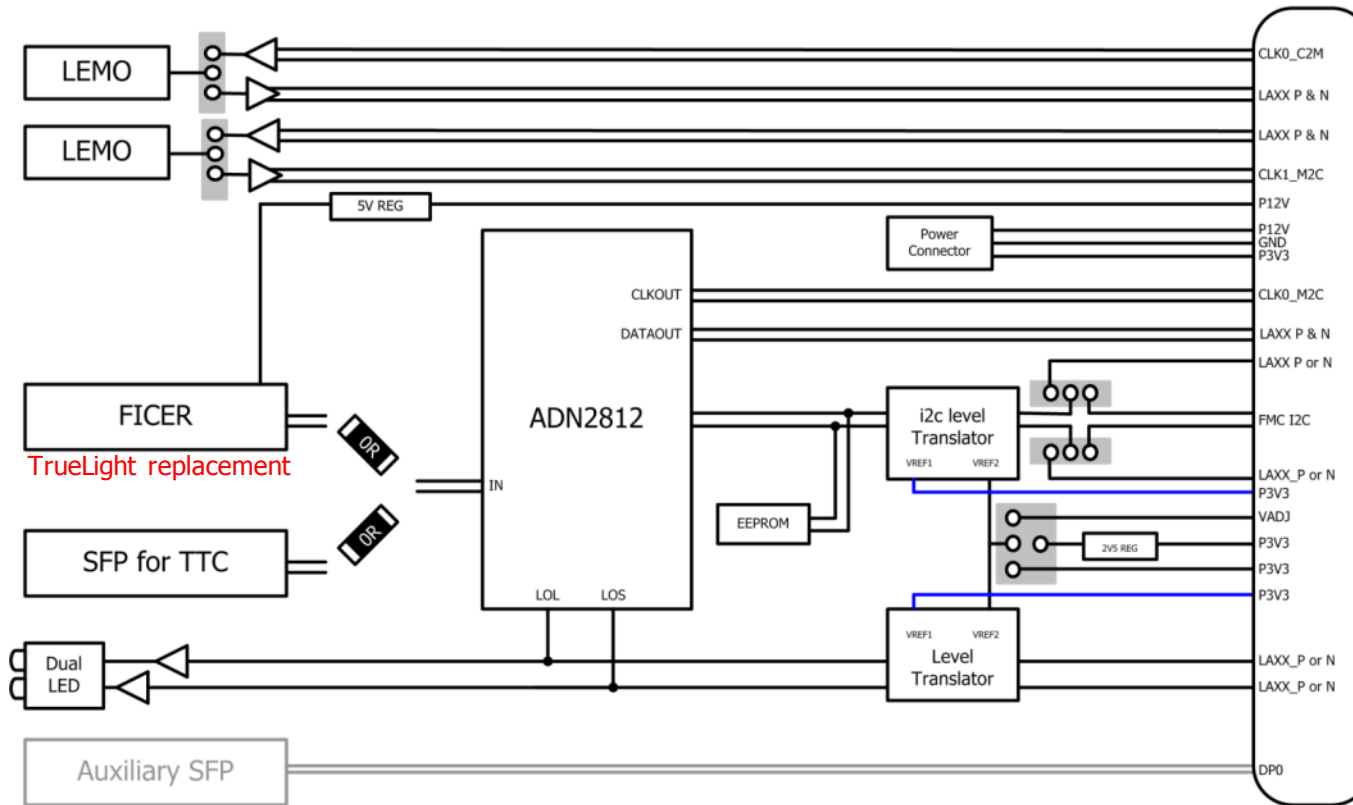 LEMO
CLK0_C2M
LAXX P & N
LEMO
LAXX P & N
CLK1_M2C
5V REG
P12V
Power
Connector
P12V
GND
P3V3
CLKOUT
CLK0_M2C
DATAOUT
LAXX P & N
LAXX P or N
FICER
TrueLight replacement
0R
ADN2812
i2c level
Translator
VREF1
VREF2
FMC I2C
IN
LAXX_P or N
P3V3
EEPROM
0R
VADJ
SFP for TTC
2V5 REG
P3V3
P3V3
LOL
LOS
P3V3
VREF1
VREF2
Level
Translator
Dual
LED
LAXX_P or N
LAXX_P or N
Auxiliary SFP
DP0